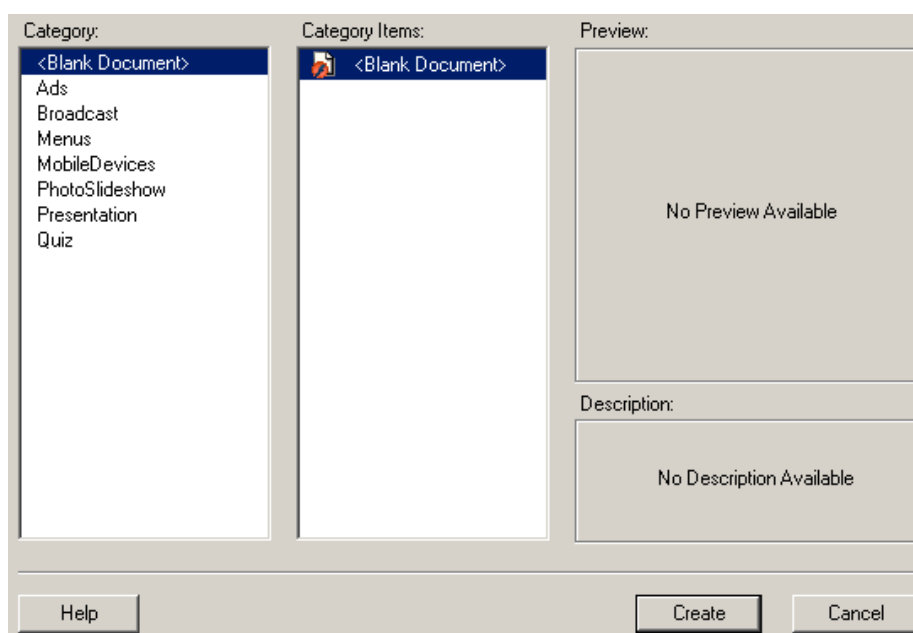 Category:
<Blank Document>
Ads
Broadcast
Menus
MobileDevices
PhotoSlideshow
Presentation
Quiz
Category Items:
<Blank Document>
Preview:
No Preview Available
Description:
No Description Available
Help
Create
Cancel